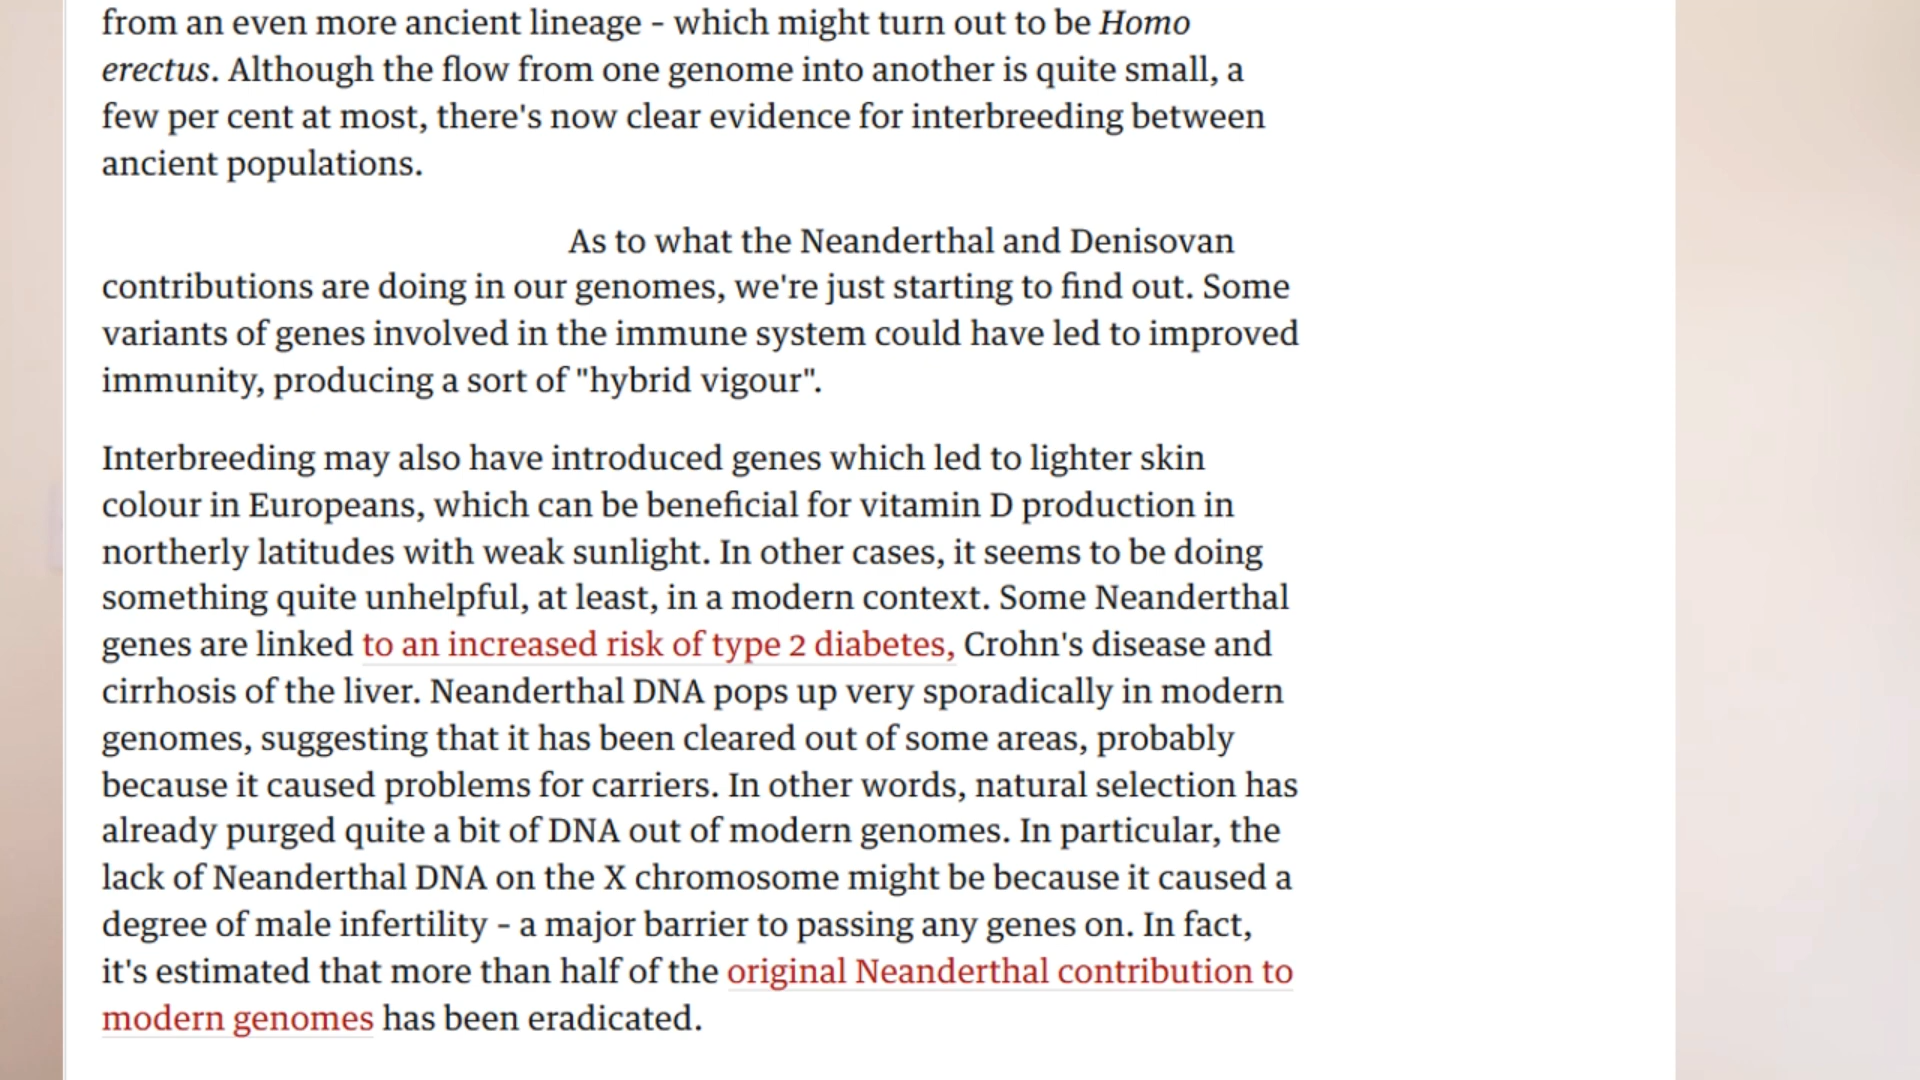 from an even more ancient lineage - which might turn out to be Homo
erectus. Although the flow from one genome into another is quite small, a
few per cent at most, there's now clear evidence for interbreeding between
ancient populations.
As to what the Neanderthal and Denisovan
contributions are doing in our genomes, we're just starting to find out. Some
variants of genes involved in the immune system could have led to improved
immunity, producing a sort of "hybrid vigour".
Interbreeding may also have introduced genes which led to lighter skin
colour in Europeans, which can be beneficial for vitamin D production in
northerly latitudes with weak sunlight. In other cases, it seems to be doing
something quite unhelpful, at least, in a modern context. Some Neanderthal
genes are linked to an increased risk of type 2 diabetes, Crohn's disease and
cirrhosis of the liver. Neanderthal DNA pops up very sporadically in modern
genomes, suggesting that it has been cleared out of some areas, probably
because it caused problems for carriers. In other words, natural selection has
already purged quite a bit of DNA out of modern genomes. In particular, the
lack of Neanderthal DNA on the X chromosome might be because it caused a
degree of male infertility - a major barrier to passing any genes on. In fact,
it's estimated that more than half of the original Neanderthal contribution to
modern genomes has been eradicated.